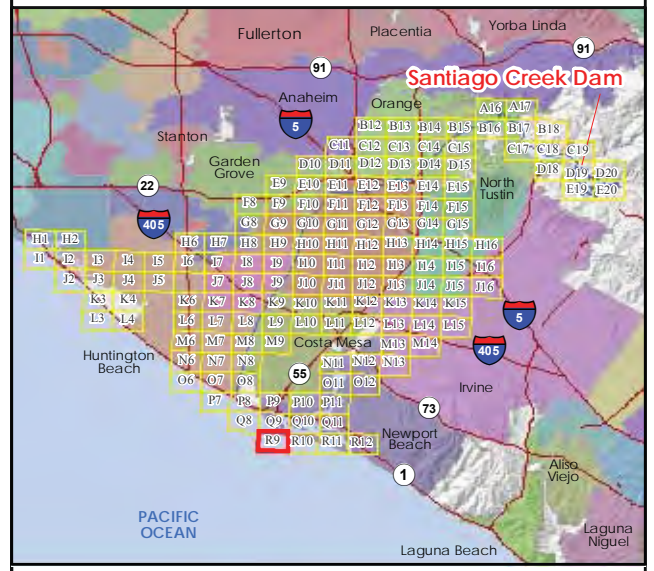 Yorba Linda
Fullerton
Placentia
91
91
Santiago Creek Dam
Anaheim
Orange
A16 A17
5
B12 B13 B14 B15 B16 B17 B18
Stanton
C11 C12 C13 C14 C15 C17 C18 C19
Garden
Grove
D10 D11 D12 D13 D14 D15 D18 D19 D20
22
E9 E10 E11 E12 E13 E14 E15 E19 E20
North
Tustin
F8 F9 F10 F11 F12 F13 F14 F15
405
G8 G9 G10 G11 G12 G13 G14 G15
H1 H2 H6 H7 H8 H9 H10 H11 H12 H13 H14 H15 H16
I1 I2 I3 I4 I5 I6 I7 I8 I9 I10 I11 I12 I13 I14 I15 I16
J2 J3 J4 J5 J7 J8 J9 J10 J11 J12 J13 J14 J15 J16
K3 K4 K6 K7 K8 K9 K10 K11 K12 K13 K14 K15
5
L3 L4 L6 L7 L8 L9 L10 L11 L12 L13 L14 L15
M6 M7 M8 M9 Costa Mesa M13 M14
405
Huntington
Beach
N6 N7 N8 N11 N12 N13
55
O6 O7 O8 O11 O12
Irvine
P7 P8 P9 P10 P11
73
Q8 Q9 Q10 Q11
Newport
Beach
R9 R10 R11 R12
1
Aliso
Viejo
PACIFIC
OCEAN
Laguna
Niguel
Laguna Beach